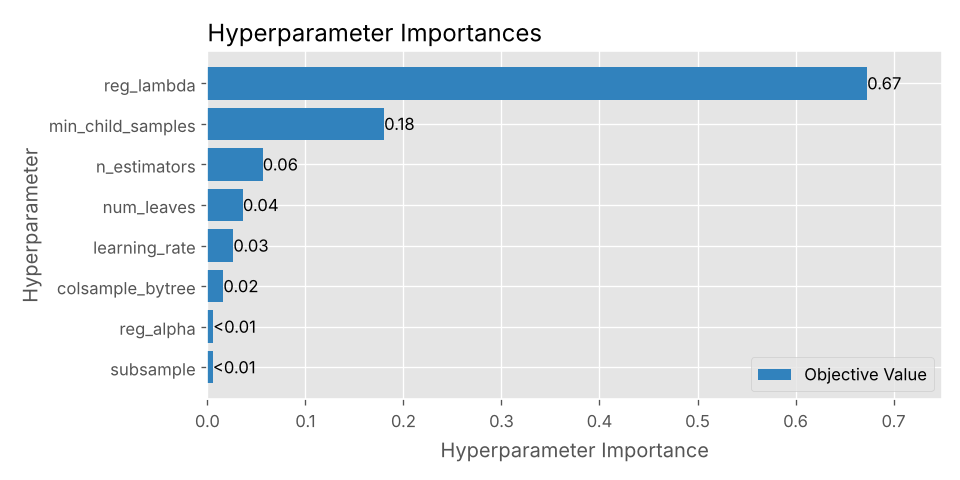 Hyperparameter Importances
Hyperparameter
reg_lambda 0.67
min_child_samples 0.18
n_estimators 0.06
num_leaves 0.04
learning_rate 0.03
colsample_bytree 0.02
reg_alpha <0.01
subsample <0.01
Objective Value
0.0 0.1 0.2 0.3 0.4 0.5 0.6 0.7
Hyperparameter Importance